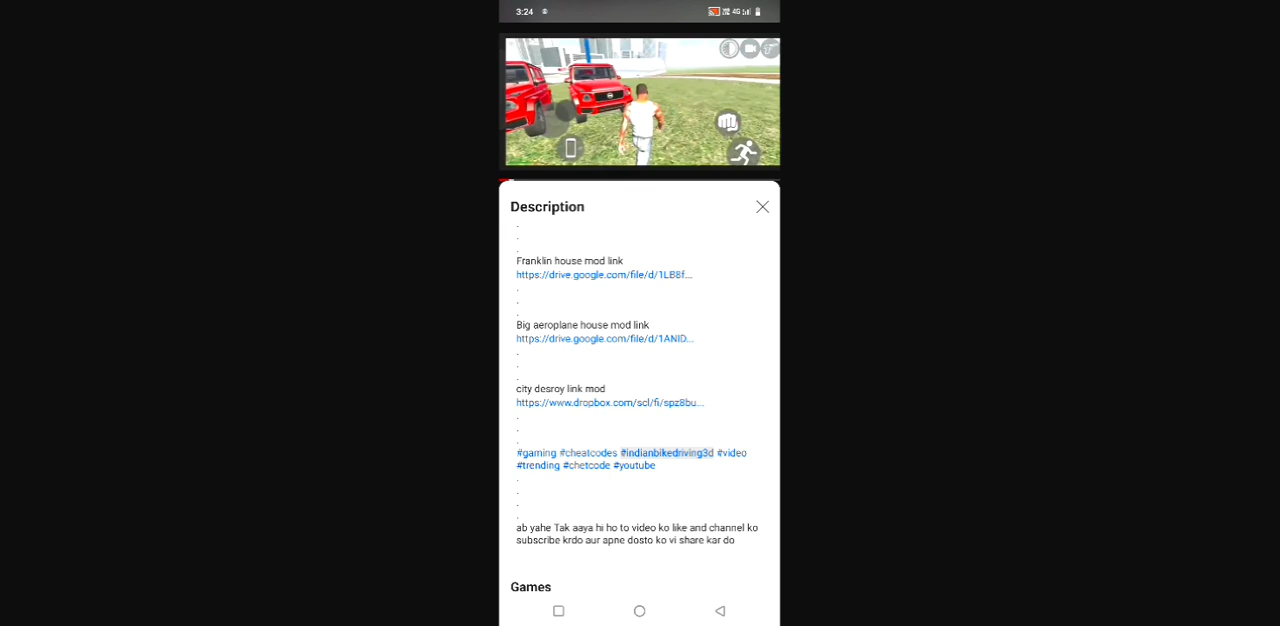 3:24
4G
Description
.
.
.
Franklin house mod link
https://drive.google.com/file/d/1LB8f...
.
.
.
Big aeroplane house mod link
https://drive.google.com/file/d/1ANlD...
.
.
.
city desroy link mod
https://www.dropbox.com/scl/fi/spz8bu...
.
.
.
#gaming #cheatcodes #indianbikedriving3d #video
#trending #chetcode #youtube
.
.
.
.
ab yahe Tak aaya hi ho to video ko like and channel ko
subscribe krdo aur apne dosto ko vi share kar do
Games